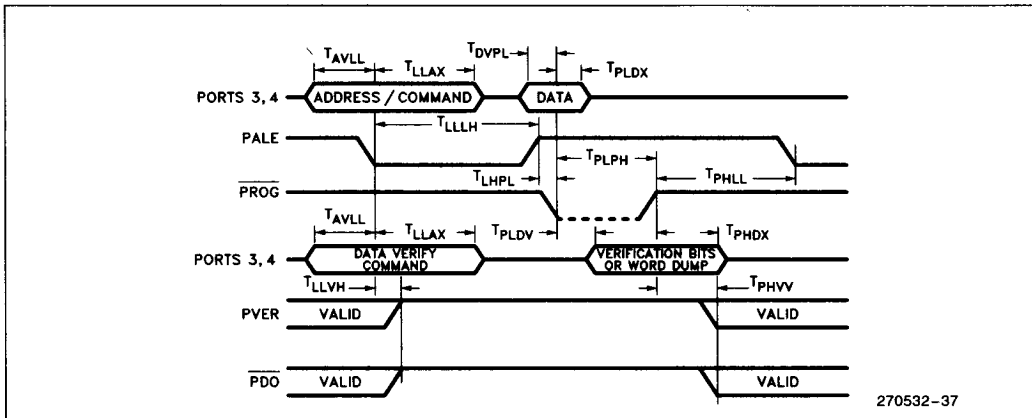 TAVLL TLLAX TDVPL TPLDX
PORTS 3, 4 ADDRESS / COMMAND DATA
TLLLH
PALE
TPLPH
TLHPL TPHLL
PROG
TAVLL TLLAX TPLDV TPHDX
PORTS 3, 4 DATA VERIFY COMMAND VERIFICATION BITS OR WORD DUMP
TLLVH TPHVV
PVER VALID VALID
PDO VALID VALID
270532-37